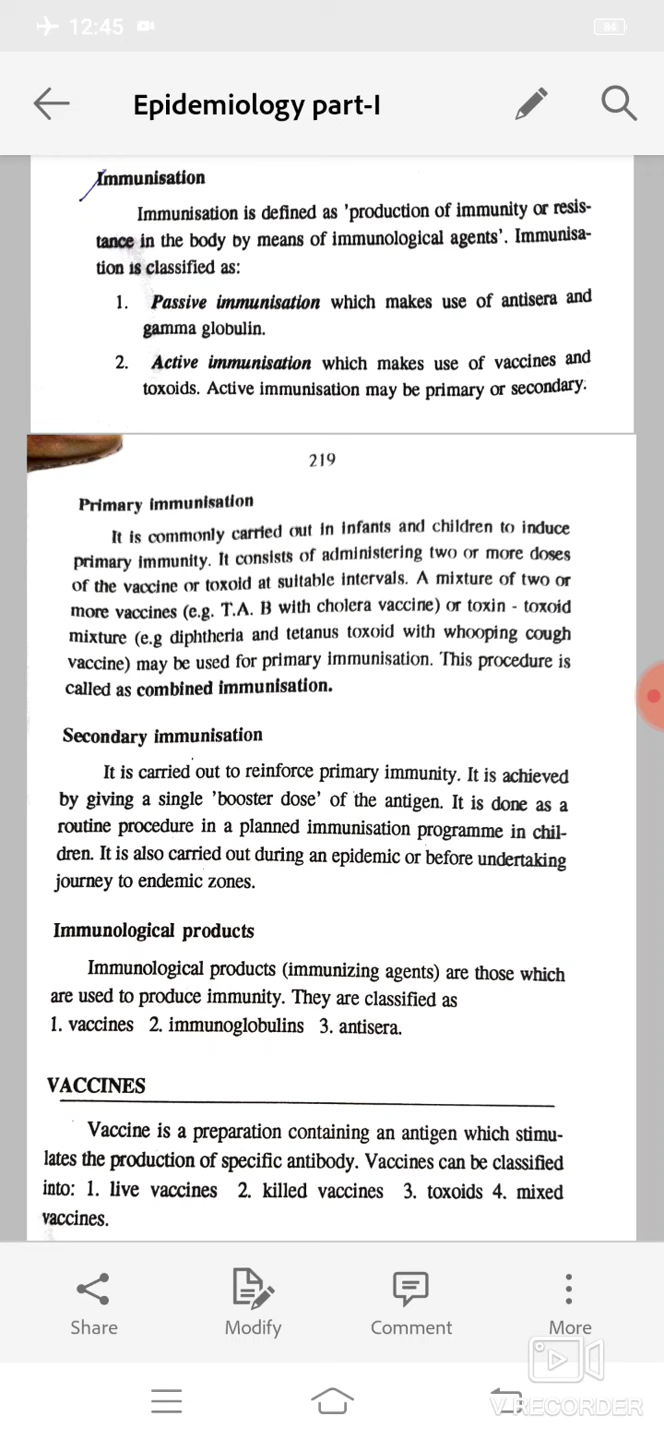 12:45
84
Epidemiology part-I
Immunisation
Immunisation is defined as 'production of immunity or resis-
tance in the body by means of immunological agents'. Immunisa-
tion is classified as:
1. Passive immunisation which makes use of antisera and
gamma globulin.
2. Active immunisation which makes use of vaccines and
toxoids. Active immunisation may be primary or secondary.
219
Primary immunisation
It is commonly carried out in infants and children to induce
primary immunity. It consists of administering two or more doses
of the vaccine or toxoid at suitable intervals. A mixture of two or
more vaccines (e.g. T.A. B with cholera vaccine) or toxin - toxoid
mixture (e.g diphtheria and tetanus toxoid with whooping cough
vaccine) may be used for primary immunisation. This procedure is
called as combined immunisation.
Secondary immunisation
It is carried out to reinforce primary immunity. It is achieved
by giving a single 'booster dose' of the antigen. It is done as a
routine procedure in a planned immunisation programme in chil-
dren. It is also carried out during an epidemic or before undertaking
journey to endemic zones.
Immunological products
Immunological products (immunizing agents) are those which
are used to produce immunity. They are classified as
1. vaccines 2. immunoglobulins 3. antisera.
VACCINES
Vaccine is a preparation containing an antigen which stimu-
lates the production of specific antibody. Vaccines can be classified
into: 1. live vaccines 2. killed vaccines 3. toxoids 4. mixed
vaccines.
Share
Modify
Comment
More
V RECORDER